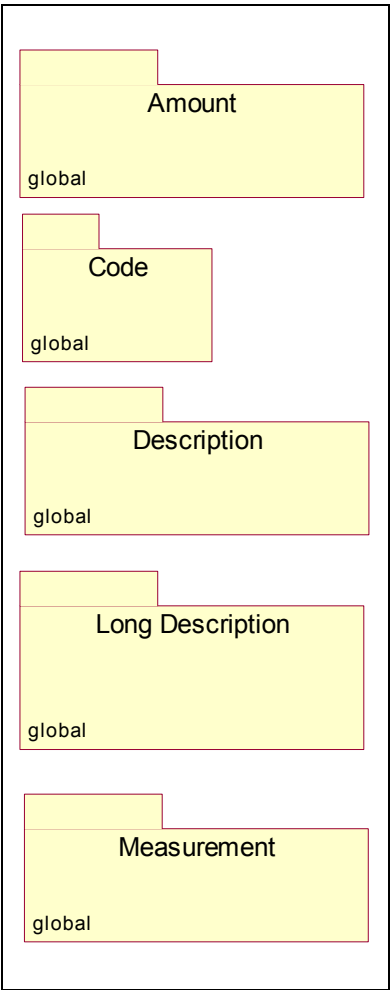 Amount
global
Code
global
Description
global
Long Description
global
Measurement
global